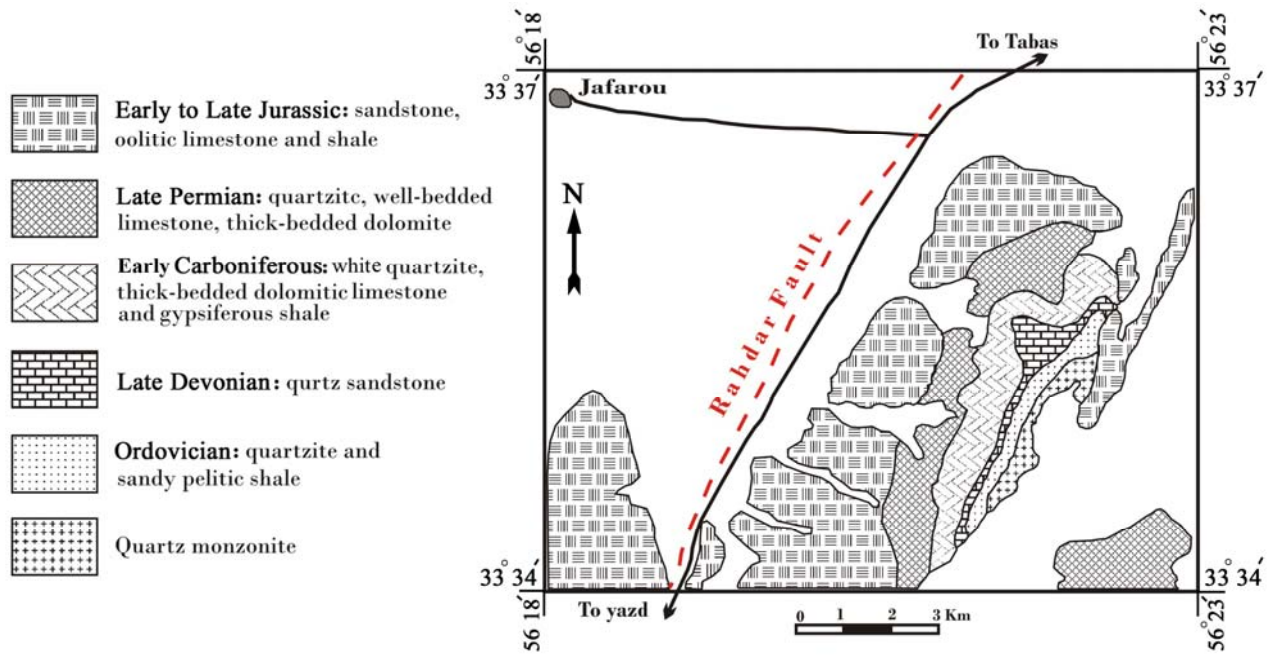 Early to Late Jurassic: sandstone,
oolitic limestone and shale
Late Permian: quartzitc, well-bedded
limestone, thick-bedded dolomite
Early Carboniferous: white quartzite,
thick-bedded dolomitic limestone
and gypsiferous shale
Late Devonian: qurtz sandstone
Ordovician: quartzite and
sandy pelitic shale
Quartz monzonite
56° 18´
56° 23´
To Tabas
33° 37´
33° 37´
Jafarou
N
Rahdar Fault
33° 34´
33° 34´
To yazd
0 1 2 3 Km
56° 18´
56° 23´